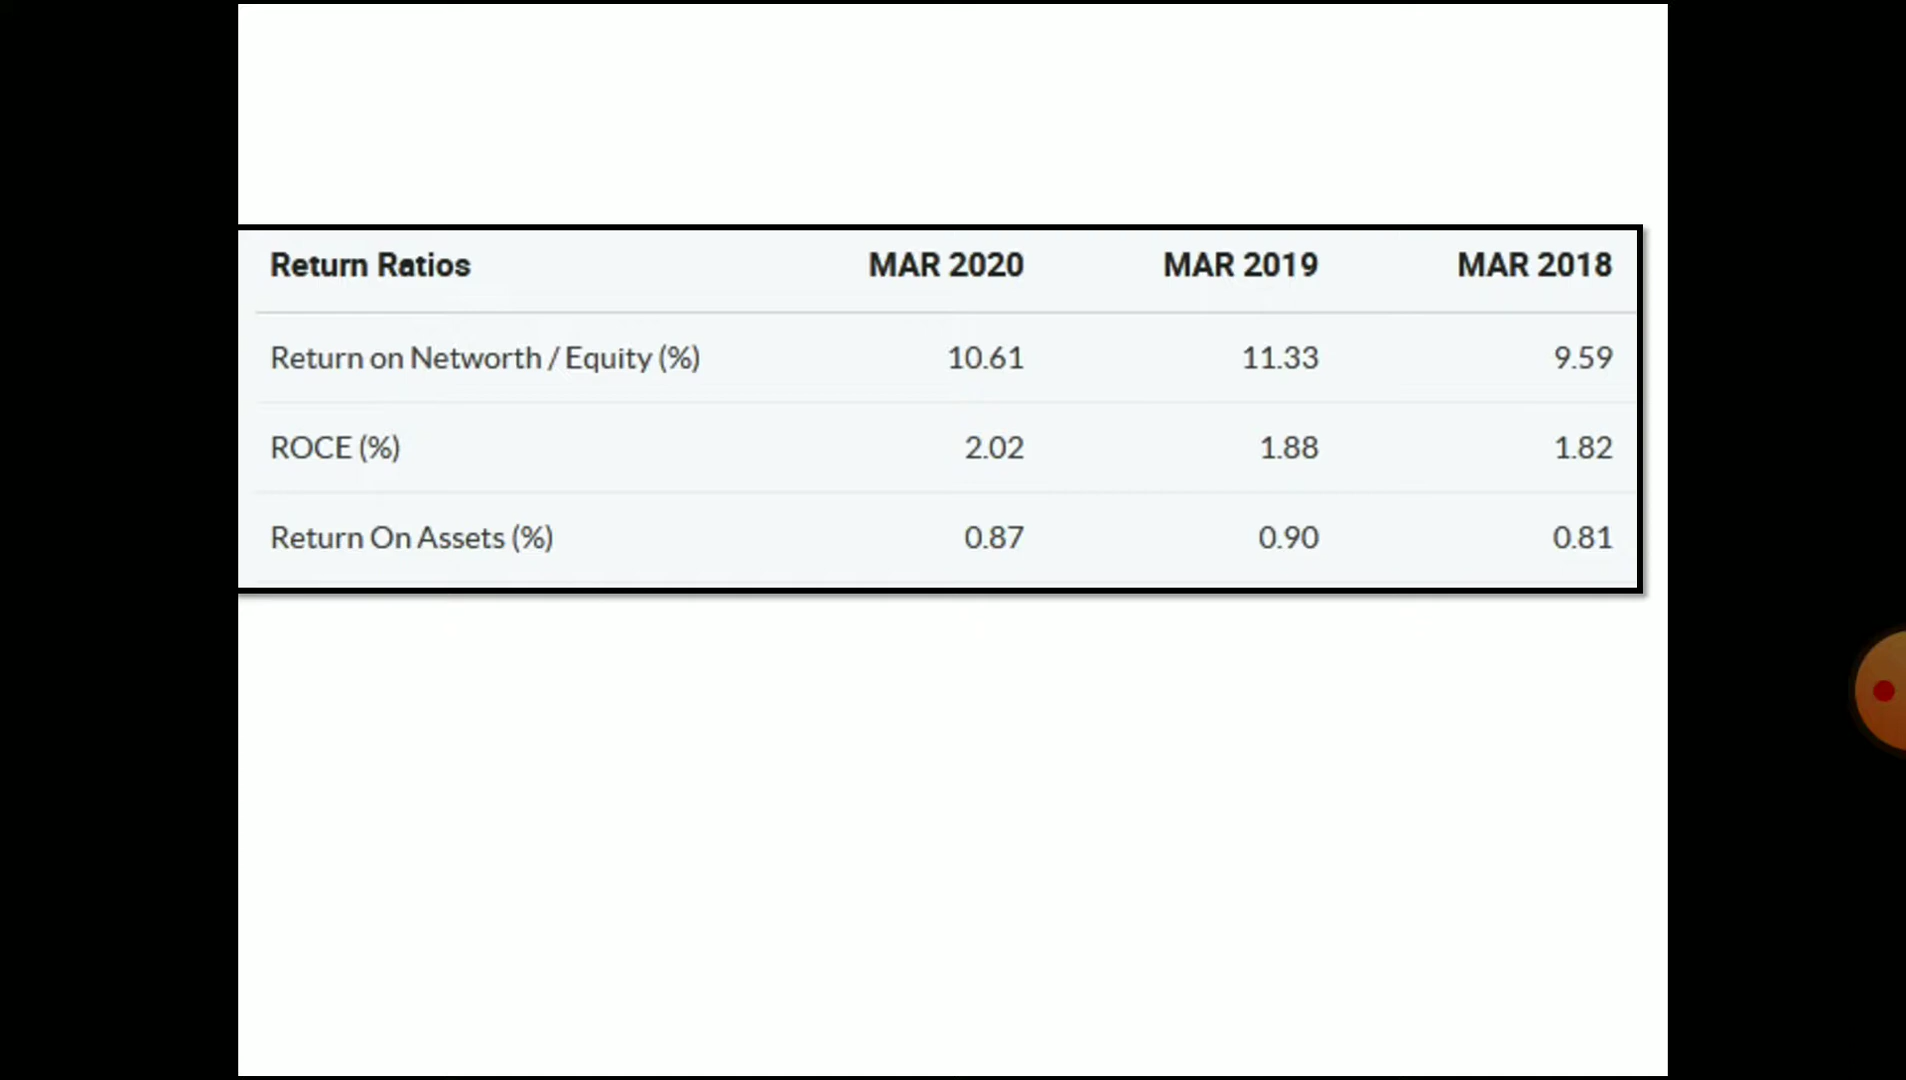 Return Ratios MAR 2020 MAR 2019 MAR 2018
Return on Networth / Equity (%) 10.61 11.33 9.59
ROCE (%) 2.02 1.88 1.82
Return On Assets (%) 0.87 0.90 0.81